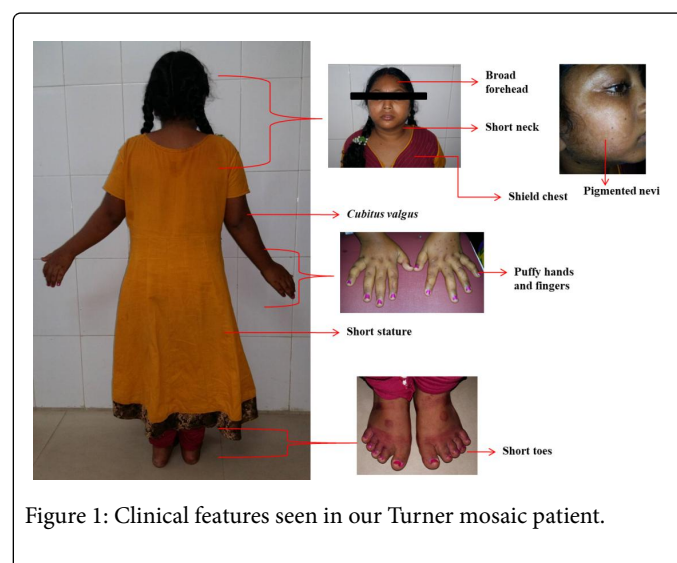 Broad
forehead
Short neck
Shield chest
Pigmented nevi
Cubitus valgus
Puffy hands
and fingers
Short stature
Short toes
Figure 1: Clinical features seen in our Turner mosaic patient.